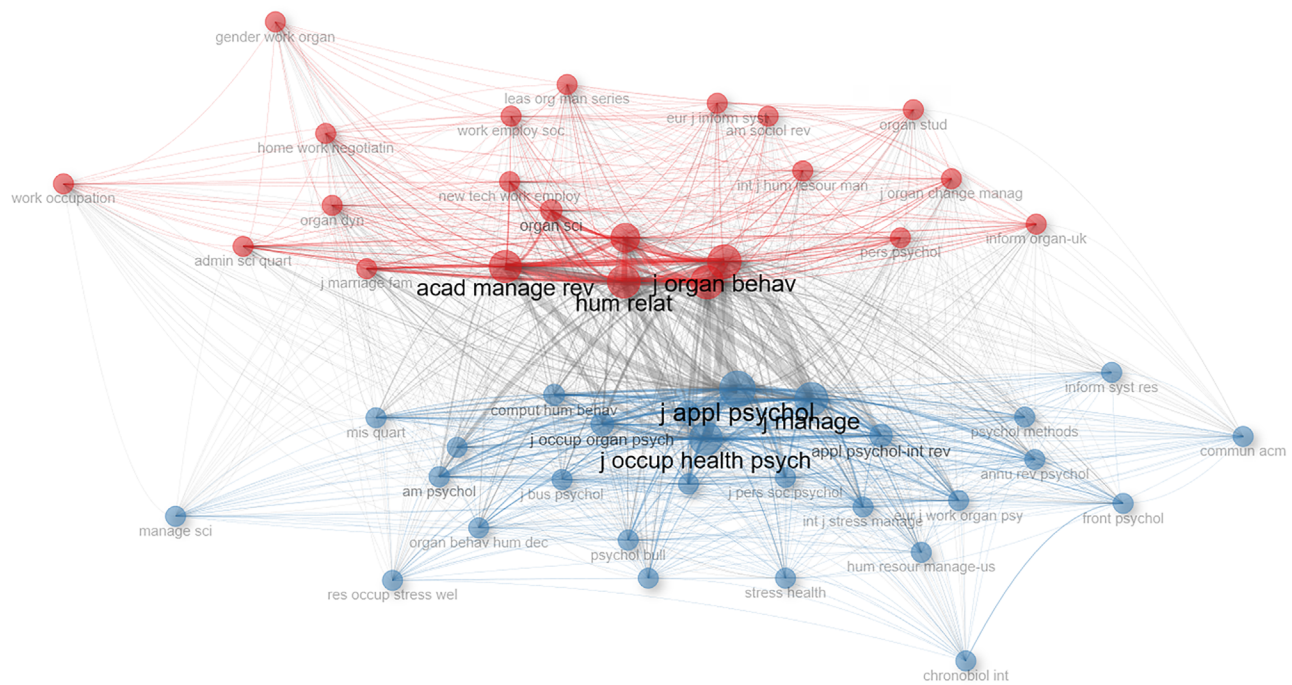 gender work organ
leas org man series
eur j inform syst
work employ soc
am sociol rev
organ stud
home work negotiatin
int j hum resour man
j organ change manag
work occupation
new tech work employ
organ dyn
organ sci
inform organ-uk
pers psychol
admin sci quart
j marriage fam
acad manage rev
j organ behav
hum relat
inform syst res
comput hum behav
j appl psychol
j manage
mis quart
psychol methods
j occup organ psych
appl psychol-int rev
commun acm
j occup health psych
annu rev psychol
am psychol
j bus psychol
j pers soc psychol
int j stress manage
eur j work organ psy
front psychol
manage sci
organ behav hum dec
psychol bull
hum resour manage-us
res occup stress wel
stress health
chronobiol int